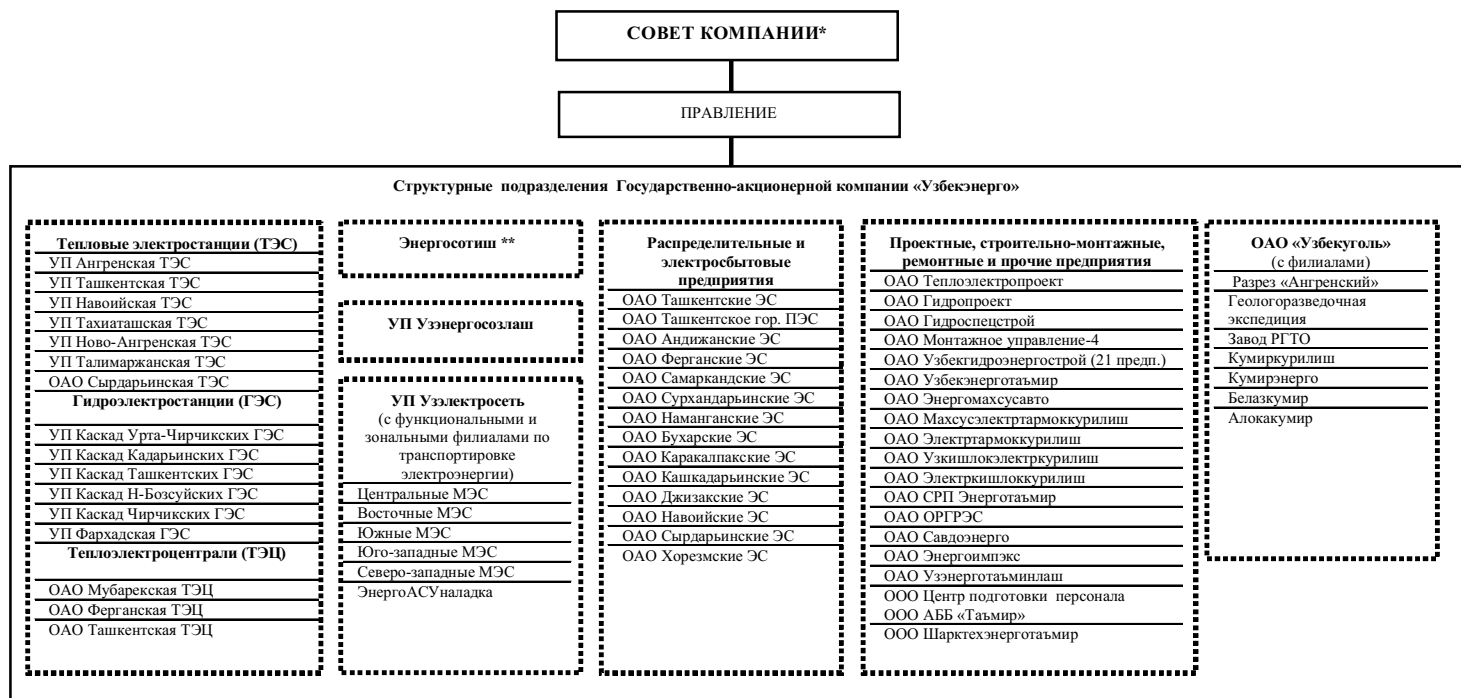 СОВЕТ КОМПАНИИ*
ПРАВЛЕНИЕ
Структурные подразделения Государственно-акционерной компании «Узбекэнерго»
Тепловые электростанции (ТЭС)
УП Ангренская ТЭС
УП Ташкентская ТЭС
УП Навоийская ТЭС
УП Тахиаташская ТЭС
УП Ново-Ангренская ТЭС
УП Талимаржанская ТЭС
ОАО Сырдарьинская ТЭС
Гидроэлектростанции (ГЭС)
УП Каскад Урта-Чирчикских ГЭС
УП Каскад Кадарьинских ГЭС
УП Каскад Ташкентских ГЭС
УП Каскад Н-Бозсуйских ГЭС
УП Каскад Чирчикских ГЭС
УП Фархадская ГЭС
Теплоэлектроцентрали (ТЭЦ)
ОАО Мубарекская ТЭЦ
ОАО Ферганская ТЭЦ
ОАО Ташкентская ТЭЦ
Энергосотиш **
УП Узэнергосозлаш
УП Узэлектросеть
(с функциональными и
зональными филиалами по
транспортировке
электроэнергии)
Центральные МЭС
Восточные МЭС
Южные МЭС
Юго-западные МЭС
Северо-западные МЭС
ЭнергоАСУналадка
Распределительные и
электросбытовые
предприятия
ОАО Ташкентские ЭС
ОАО Ташкентское гор. ПЭС
ОАО Андижанские ЭС
ОАО Ферганские ЭС
ОАО Самаркандские ЭС
ОАО Сурхандарьинские ЭС
ОАО Наманганские ЭС
ОАО Бухарские ЭС
ОАО Каракалпакские ЭС
ОАО Кашкадарьинские ЭС
ОАО Джизакские ЭС
ОАО Навоийские ЭС
ОАО Сырдарьинские ЭС
ОАО Хорезмские ЭС
Проектные, строительно-монтажные,
ремонтные и прочие предприятия
ОАО Теплоэлектропроект
ОАО Гидропроект
ОАО Гидроспецстрой
ОАО Монтажное управление-4
ОАО Узбекгидроэнергострой (21 предп.)
ОАО Узбекэнерготаъмир
ОАО Энергомахсусавто
ОАО Махсусэлектртармоккурилиш
ОАО Электртармоккурилиш
ОАО Узкишлокэлектркурилиш
ОАО Электркишлоккурилиш
ОАО СРП Энерготаъмир
ОАО ОРГРЭС
ОАО Савдоэнерго
ОАО Энергоимпэкс
ОАО Узэнерготаъминлаш
ООО Центр подготовки персонала
ООО АББ «Таъмир»
ООО Шарктехэнерготаъмир
ОАО «Узбекуголь»
(с филиалами)
Разрез «Ангренский»
Геологоразведочная
экспедиция
Завод РГТО
Кумиркурилиш
Кумирэнерго
Белазкумир
Алокакумир